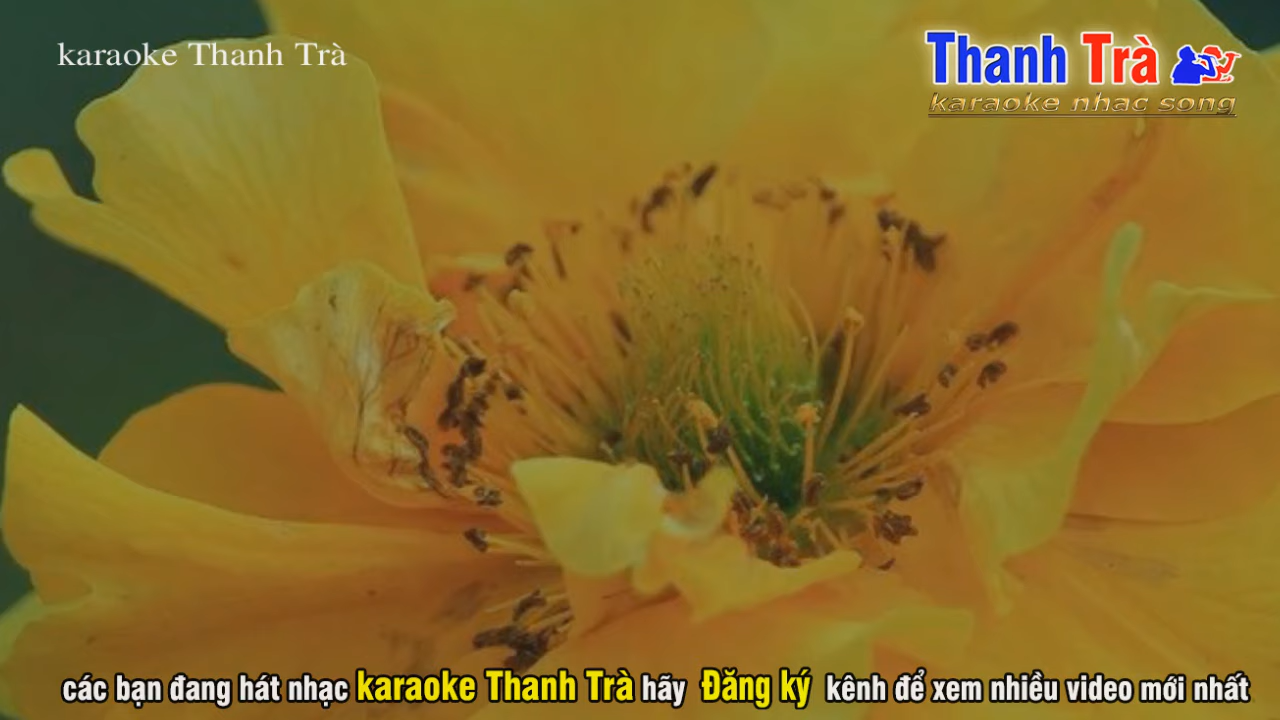 karaoke Thanh Trà
Thanh Trà
karaoke nhac song
các bạn đang hát nhạc karaoke Thanh Trà hãy Đăng ký kênh để xem nhiều video mới nhất